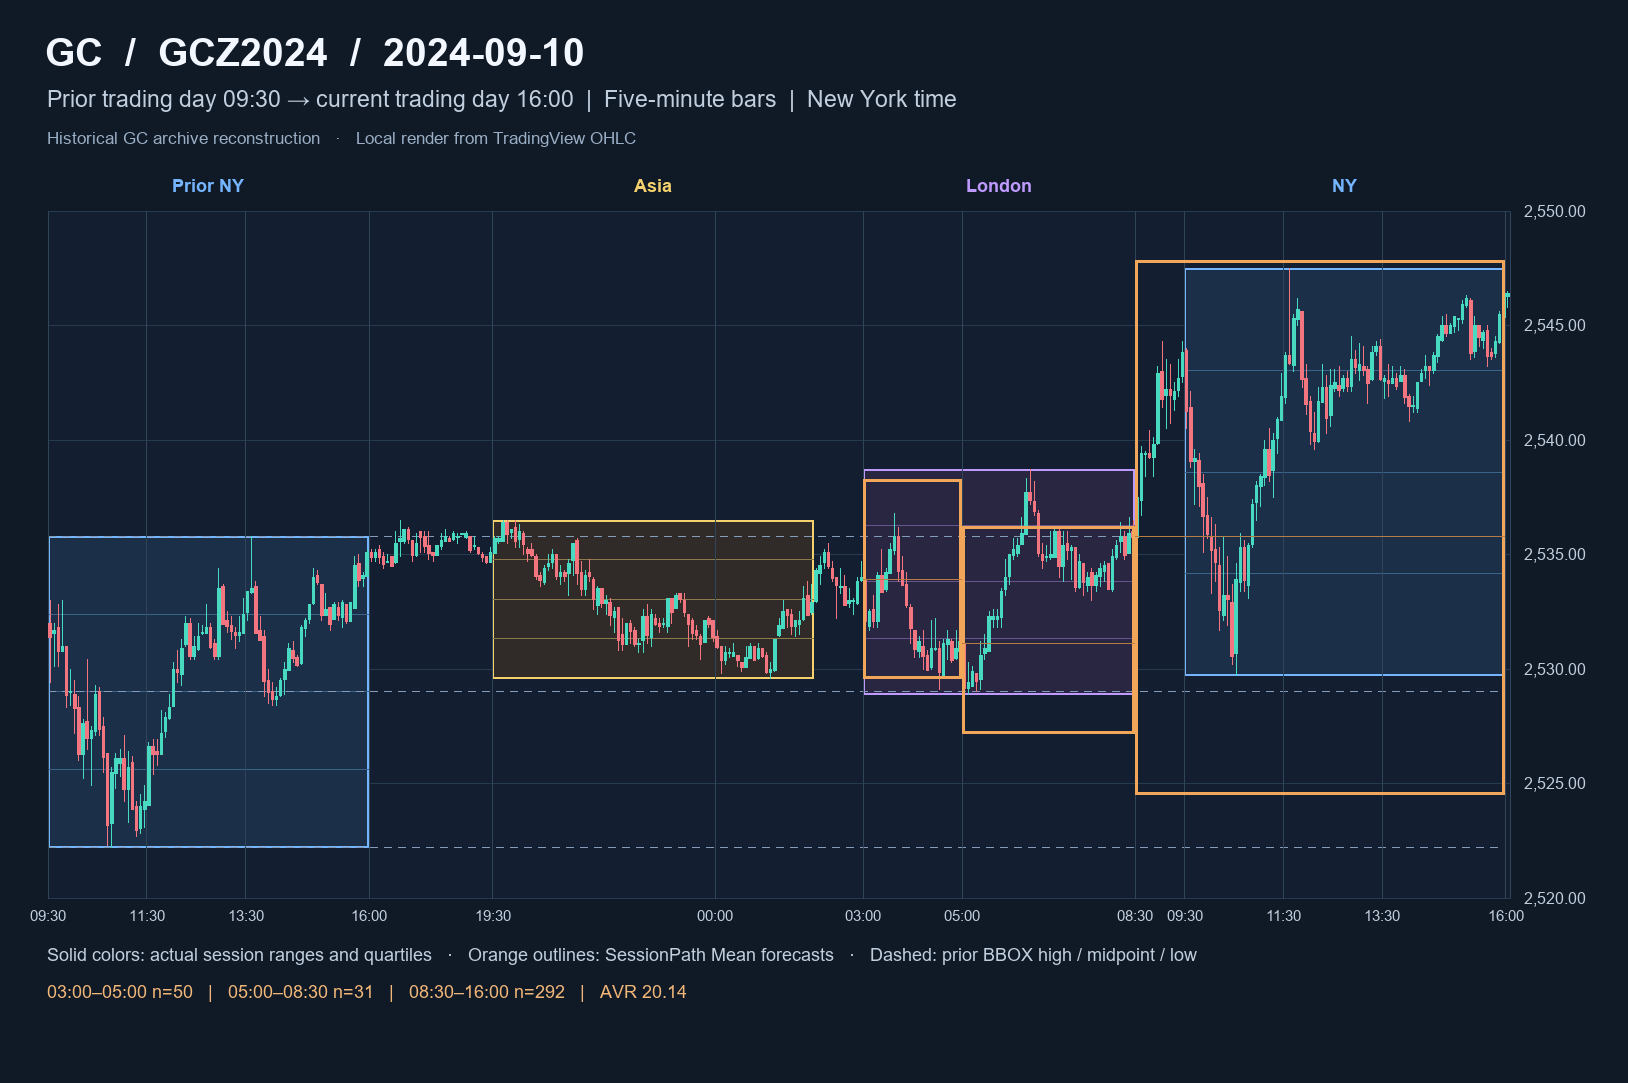 GC / GCZ2024 / 2024-09-10
Prior trading day 09:30 → current trading day 16:00 | Five-minute bars | New York time
Historical GC archive reconstruction · Local render from TradingView OHLC
Prior NY Asia London NY
2,550.00
2,545.00
2,540.00
2,535.00
2,530.00
2,525.00
2,520.00
09:30 11:30 13:30 16:00 19:30 00:00 03:00 05:00 08:30 09:30 11:30 13:30 16:00
Solid colors: actual session ranges and quartiles · Orange outlines: SessionPath Mean forecasts · Dashed: prior BBOX high / midpoint / low
03:00–05:00 n=50 | 05:00–08:30 n=31 | 08:30–16:00 n=292 | AVR 20.14